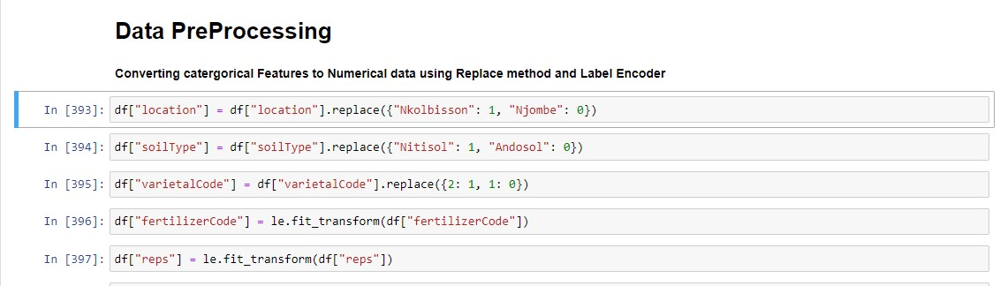 Data PreProcessing
Converting catergorical Features to Numerical data using Replace method and Label Encoder
In [393]: df["location"] = df["location"].replace({"Nkolbisson": 1, "Njombe": 0})
In [394]: df["soilType"] = df["soilType"].replace({"Nitisol": 1, "Andosol": 0})
In [395]: df["varietalCode"] = df["varietalCode"].replace({2: 1, 1: 0})
In [396]: df["fertilizerCode"] = le.fit_transform(df["fertilizerCode"])
In [397]: df["reps"] = le.fit_transform(df["reps"])